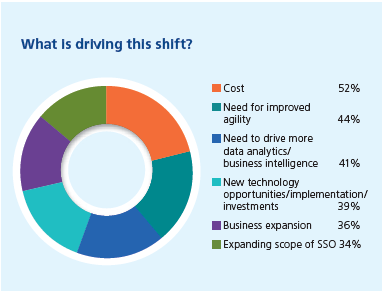 What is driving this shift?
Cost 52%
Need for improved
agility 44%
Need to drive more
data analytics/
business intelligence 41%
New technology
opportunities/implementation/
investments 39%
Business expansion 36%
Expanding scope of SSO 34%